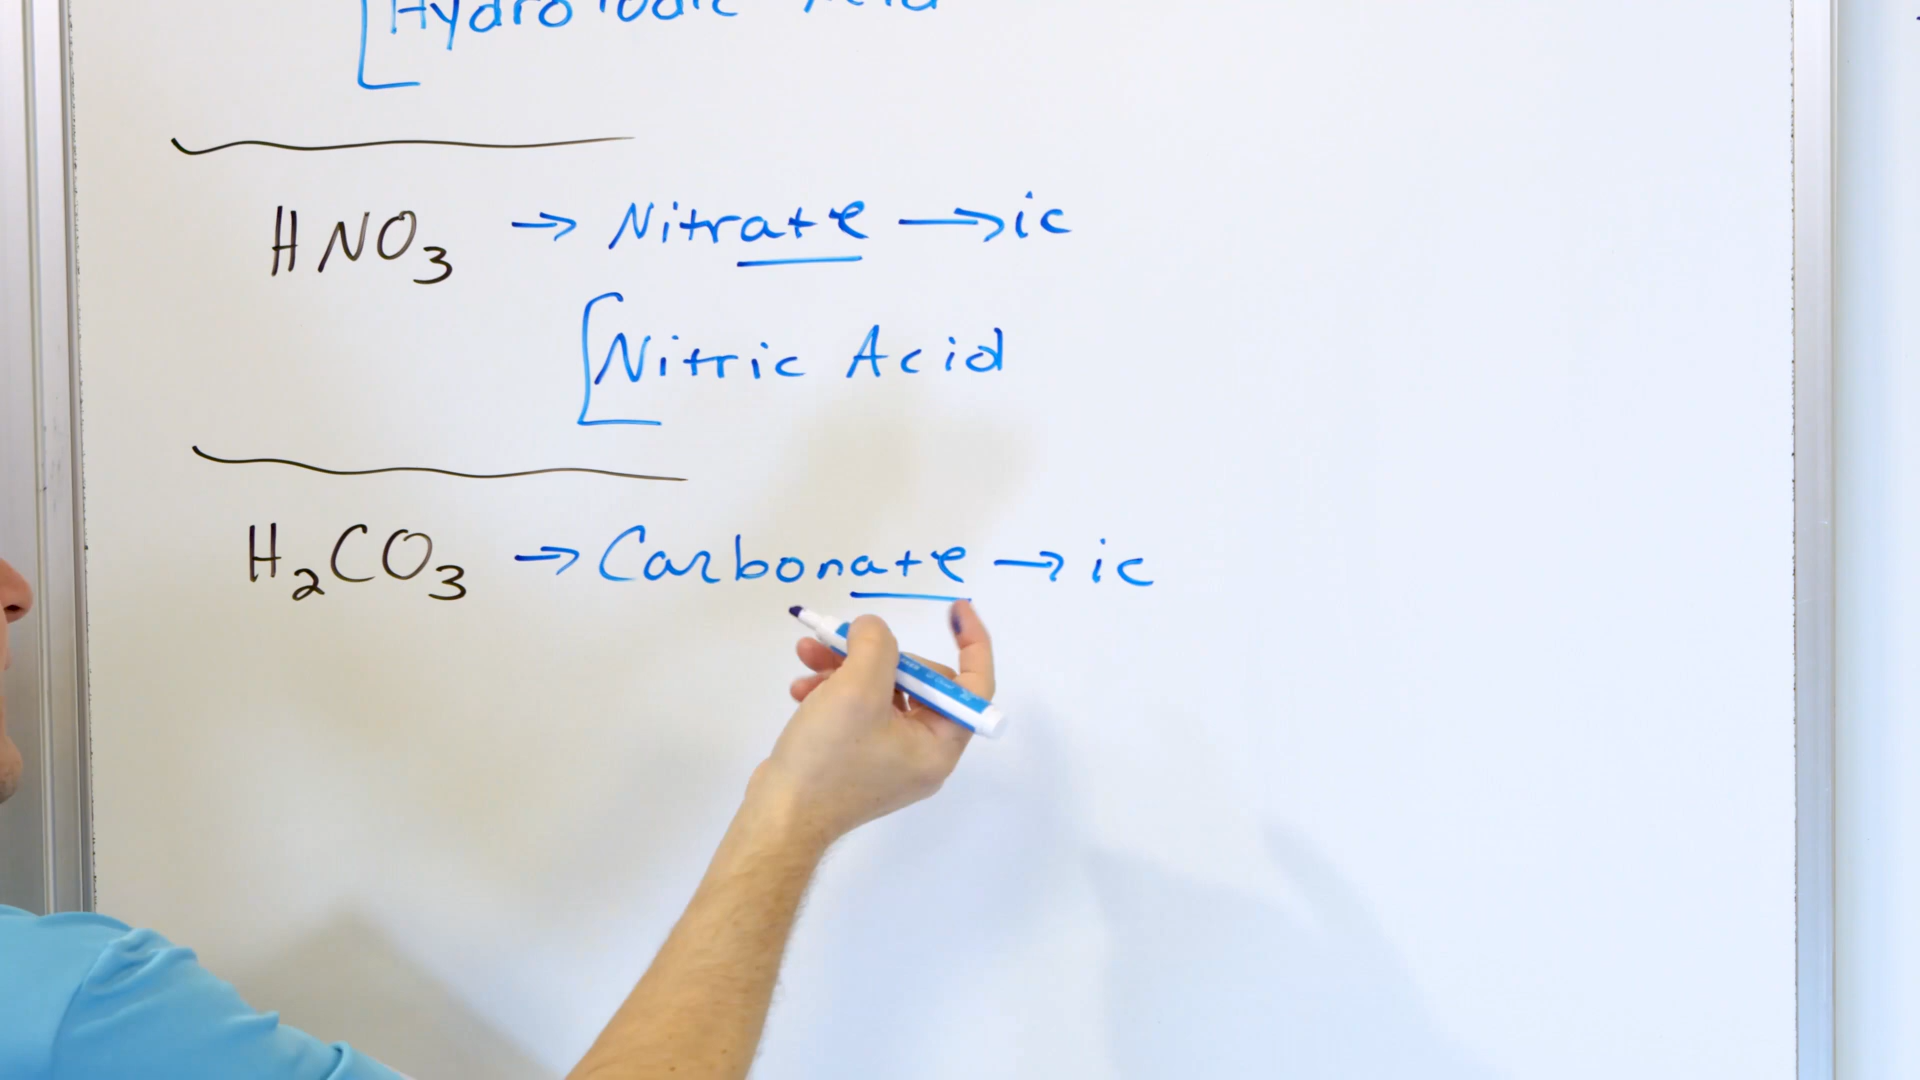 Hydroiodic Acid
HNO₃ → Nitrate → ic
Nitric Acid
H₂CO₃ → Carbonate → ic